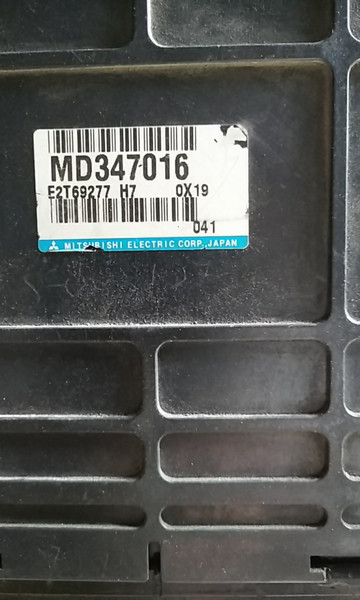 MD347016
E2T69277 H7 0X19
041
MITSUBISHI ELECTRIC CORP., JAPAN